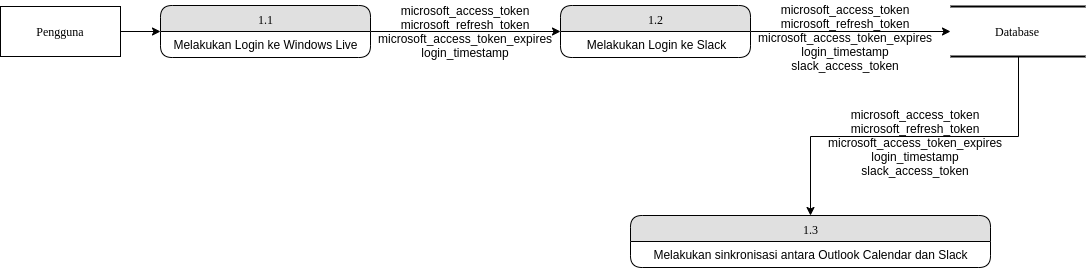 Pengguna
1.1
Melakukan Login ke Windows Live
microsoft_access_token
microsoft_refresh_token
microsoft_access_token_expires
login_timestamp
1.2
Melakukan Login ke Slack
microsoft_access_token
microsoft_refresh_token
microsoft_access_token_expires
login_timestamp
slack_access_token
Database
microsoft_access_token
microsoft_refresh_token
microsoft_access_token_expires
login_timestamp
slack_access_token
1.3
Melakukan sinkronisasi antara Outlook Calendar dan Slack